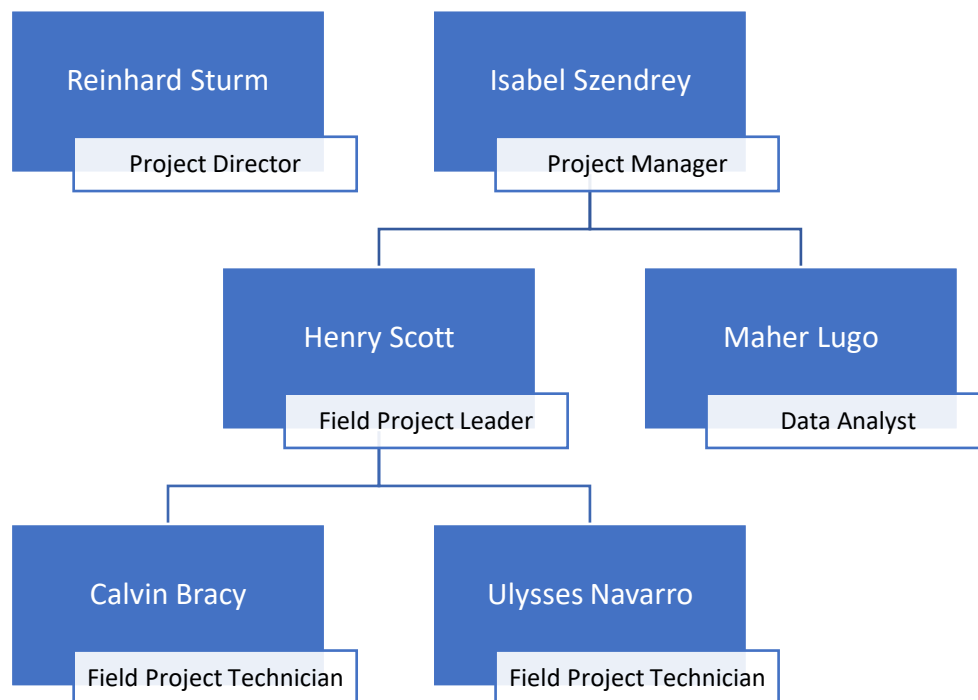 Reinhard Sturm
Project Director
Isabel Szendrey
Project Manager
Henry Scott
Field Project Leader
Maher Lugo
Data Analyst
Calvin Bracy
Field Project Technician
Ulysses Navarro
Field Project Technician